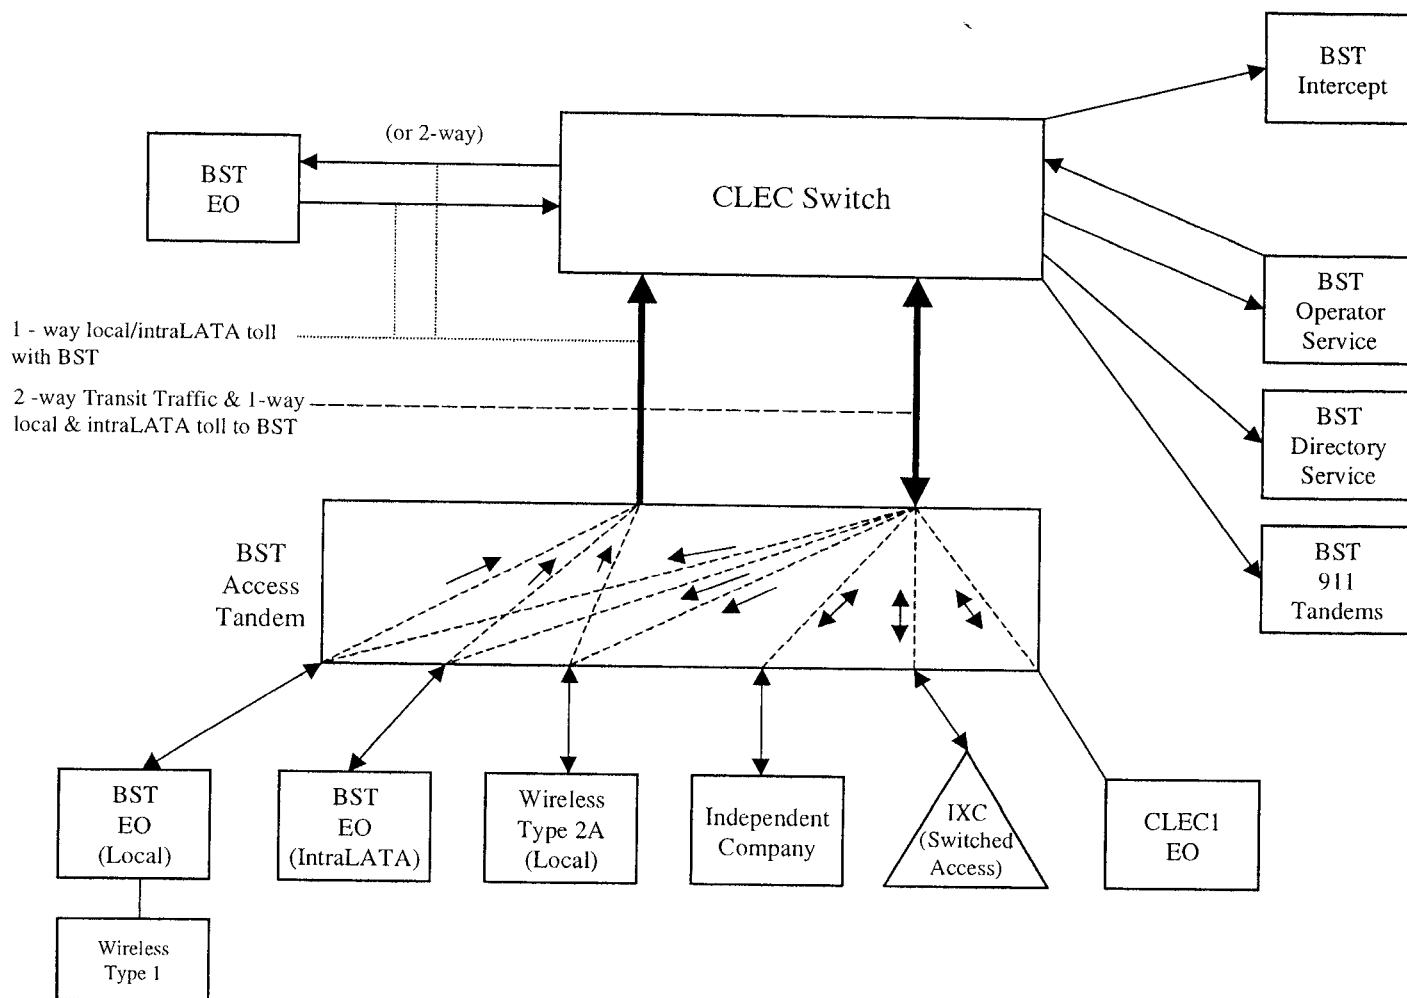 BST
Intercept
(or 2-way)
BST
EO
CLEC Switch
BST
Operator
Service
1 - way local/intraLATA toll
with BST
2 -way Transit Traffic & 1-way
local & intraLATA toll to BST
BST
Directory
Service
BST
911
Tandems
BST
Access
Tandem
BST
EO
(Local)
BST
EO
(IntraLATA)
Wireless
Type 2A
(Local)
Independent
Company
IXC
(Switched
Access)
CLEC1
EO
Wireless
Type 1